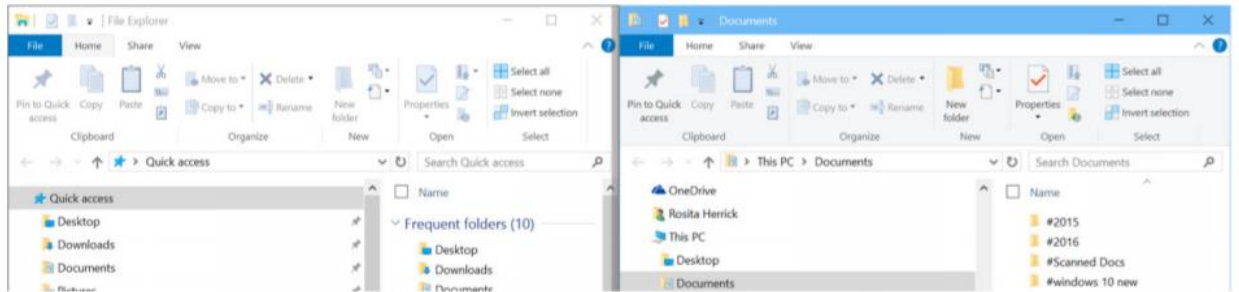 File Explorer
File Home Share View
Pin to Quick access Copy Paste Move to Copy to Delete Rename New folder Properties Select all Select none Invert selection
Clipboard Organize New Open Select
Quick access Search Quick access
Quick access
Desktop
Downloads
Documents
Pictures
Name
Frequent folders (10)
Desktop
Downloads
Documents
Documents
File Home Share View
Pin to Quick access Copy Paste Move to Copy to Delete Rename New folder Properties Select all Select none Invert selection
Clipboard Organize New Open Select
This PC > Documents Search Documents
OneDrive
Rosita Herrick
This PC
Desktop
Documents
Name
#2015
#2016
#Scanned Docs
#windows 10 new